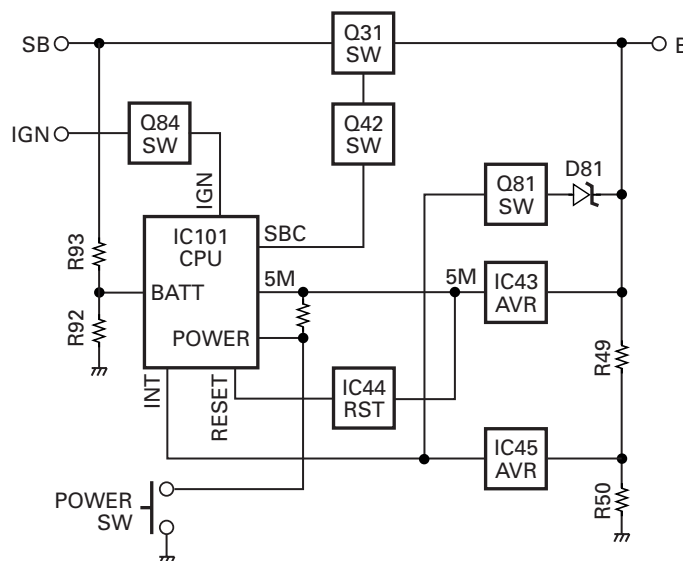 SB
Q31
SW
B
IGN
Q84
SW
Q42
SW
IGN
Q81
SW
D81
R93
IC101
CPU
SBC
5M
5M
IC43
AVR
BATT
R92
POWER
R49
INT
RESET
IC44
RST
IC45
AVR
POWER
SW
R50